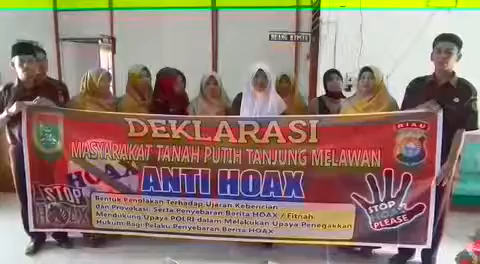 RUANG
DEKLARASI
RIAU
MASYARAKAT TANAH PUTIH TANJUNG MELAWAN
HOAX
ANTI HOAX
STOP
HOAX
Bentuk Penolakan Terhadap Ujaran Kebencian
dan Provokasi, Serta Penyebaran Berita HOAX / Fitnah.
Mendukung Upaya POLRI dalam Melakukan Upaya Penegakkan
Hukum Bagi Pelaku Penyebaran Berita HOAX
STOP
HOAX
PLEASE